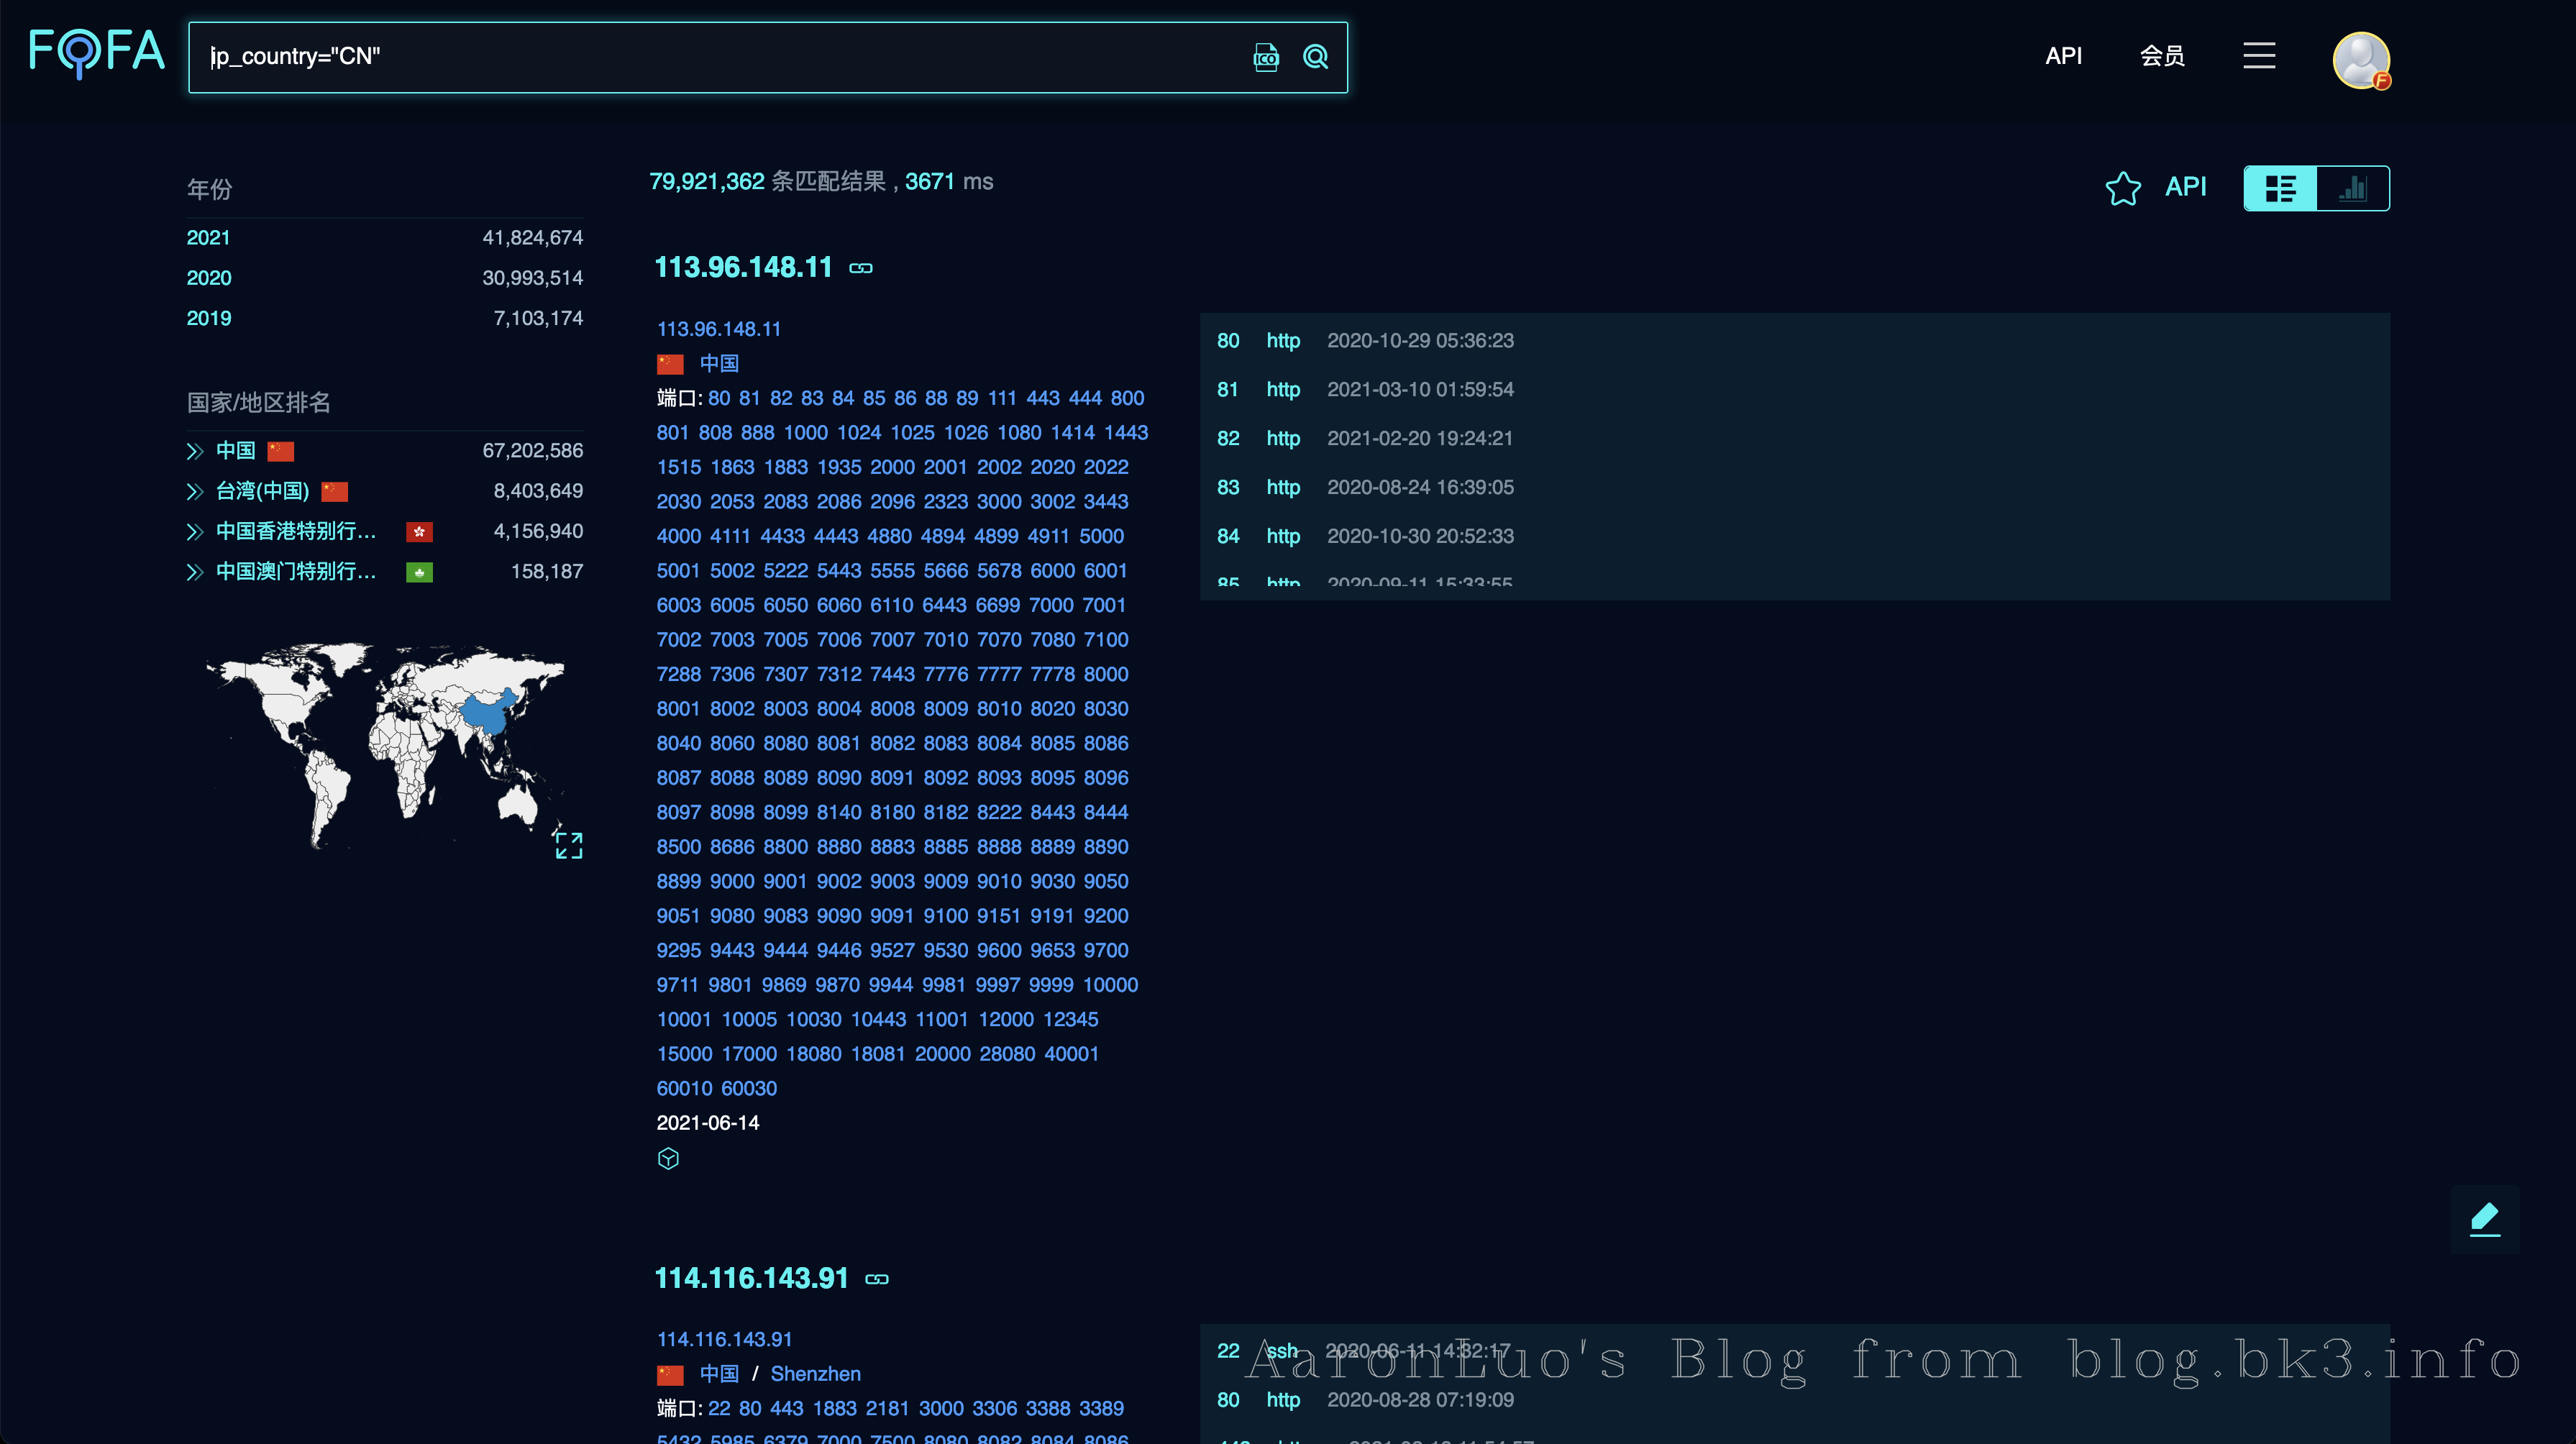 FOFA
ip_country="CN"
ICO
API
会员
F
年份
2021 41,824,674
2020 30,993,514
2019 7,103,174
国家/地区排名
中国 67,202,586
台湾(中国) 8,403,649
中国香港特别行... 4,156,940
中国澳门特别行... 158,187
79,921,362 条匹配结果 , 3671 ms
API
113.96.148.11
113.96.148.11
中国
端口: 80 81 82 83 84 85 86 88 89 111 443 444 800
801 808 888 1000 1024 1025 1026 1080 1414 1443
1515 1863 1883 1935 2000 2001 2002 2020 2022
2030 2053 2083 2086 2096 2323 3000 3002 3443
4000 4111 4433 4443 4880 4894 4899 4911 5000
5001 5002 5222 5443 5555 5666 5678 6000 6001
6003 6005 6050 6060 6110 6443 6699 7000 7001
7002 7003 7005 7006 7007 7010 7070 7080 7100
7288 7306 7307 7312 7443 7776 7777 7778 8000
8001 8002 8003 8004 8008 8009 8010 8020 8030
8040 8060 8080 8081 8082 8083 8084 8085 8086
8087 8088 8089 8090 8091 8092 8093 8095 8096
8097 8098 8099 8140 8180 8182 8222 8443 8444
8500 8686 8800 8880 8883 8885 8888 8889 8890
8899 9000 9001 9002 9003 9009 9010 9030 9050
9051 9080 9083 9090 9091 9100 9151 9191 9200
9295 9443 9444 9446 9527 9530 9600 9653 9700
9711 9801 9869 9870 9944 9981 9997 9999 10000
10001 10005 10030 10443 11001 12000 12345
15000 17000 18080 18081 20000 28080 40001
60010 60030
2021-06-14
80 http 2020-10-29 05:36:23
81 http 2021-03-10 01:59:54
82 http 2021-02-20 19:24:21
83 http 2020-08-24 16:39:05
84 http 2020-10-30 20:52:33
85 http 2020-09-11 15:33:55
114.116.143.91
114.116.143.91
中国 / Shenzhen
端口: 22 80 443 1883 2181 3000 3306 3388 3389
5432 5985 6379 7000 7500 8080 8082 8084 8086
22 ssh 2020-06-11 14:32:17
80 http 2020-08-28 07:19:09
AaronLuo's Blog from blog.bk3.info